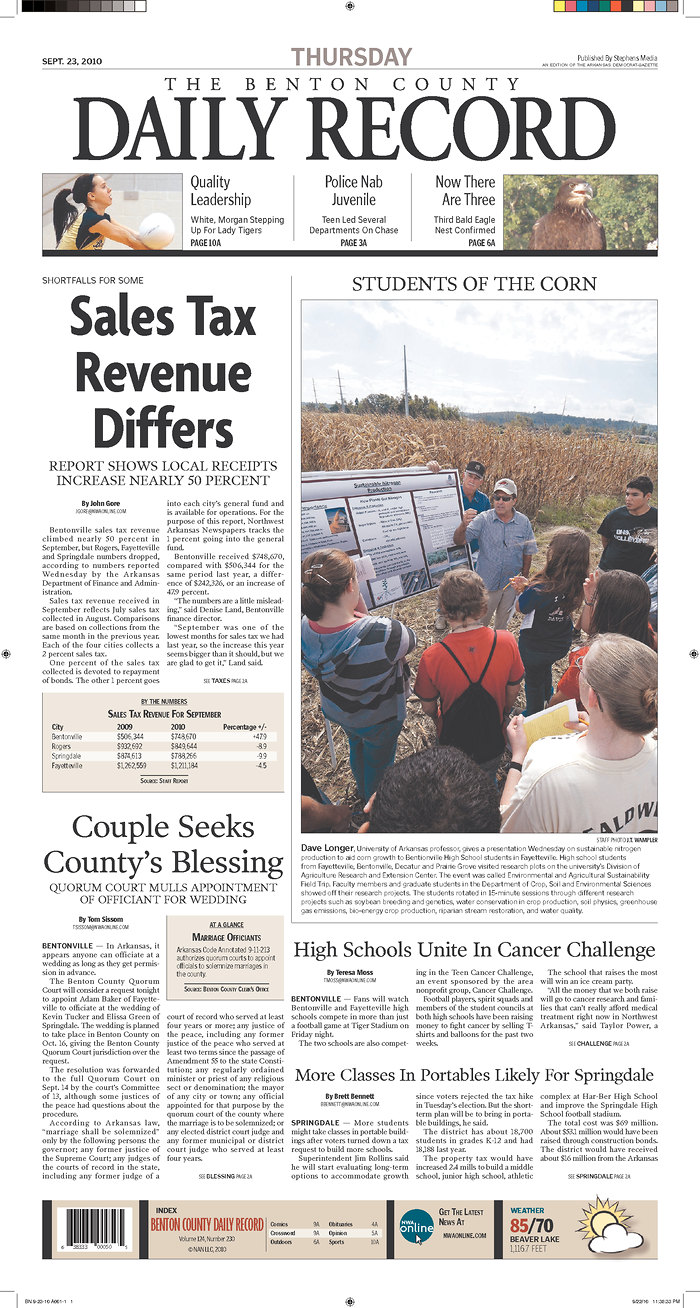 SEPT. 23, 2010
THURSDAY
Published By Stephens Media
AN EDITION OF THE ARKANSAS DEMOCRAT-GAZETTE
THE BENTON COUNTY
DAILY RECORD
Quality
Leadership
White, Morgan Stepping
Up For Lady Tigers
PAGE 10A
Police Nab
Juvenile
Teen Led Several
Departments On Chase
PAGE 3A
Now There
Are Three
Third Bald Eagle
Nest Confirmed
PAGE 6A
SHORTFALLS FOR SOME
Sales Tax
Revenue
Differs
REPORT SHOWS LOCAL RECEIPTS
INCREASE NEARLY 50 PERCENT
By John Gore
JGORE@NWAONLINE.COM
Bentonville sales tax revenue
climbed nearly 50 percent in
September, but Rogers, Fayetteville
and Springdale numbers dropped,
according to numbers reported
Wednesday by the Arkansas
Department of Finance and Admin-
istration.
Sales tax revenue received in
September reflects July sales tax
collected in August. Comparisons
are based on collections from the
same month in the previous year.
Each of the four cities collects a
2 percent sales tax.
One percent of the sales tax
collected is devoted to repayment
of bonds. The other 1 percent goes
into each city's general fund and
is available for operations. For the
purpose of this report, Northwest
Arkansas Newspapers tracks the
1 percent going into the general
fund.
Bentonville received $748,670,
compared with $506,344 for the
same period last year, a differ-
ence of $242,326, or an increase of
47.9 percent.
"The numbers are a little mislead-
ing," said Denise Land, Bentonville
finance director.
"September was one of the
lowest months for sales tax we had
last year, so the increase this year
seems bigger than it should, but we
are glad to get it," Land said.
SEE TAXES PAGE 2A
BY THE NUMBERS
SALES TAX REVENUE FOR SEPTEMBER
City 2009 2010 Percentage +/-
Bentonville $506,344 $748,670 +47.9
Rogers $932,692 $849,644 -8.9
Springdale $874,613 $788,266 -9.9
Fayetteville $1,262,559 $1,211,184 -4.5
SOURCE: STAFF REPORT
STUDENTS OF THE CORN
Sustainable Nitrogen
Production
STAFF PHOTO J.T. WAMPLER
Dave Longer, University of Arkansas professor, gives a presentation Wednesday on sustainable nitrogen
production to aid corn growth to Bentionville High School students in Fayetteville. High school students
from Fayetteville, Bentonville, Decatur and Prairie Grove visited research plots on the university's Division of
Agriculture Research and Extension Center. The event was called Environmental and Agricultural Sustainability
Field Trip. Faculty members and graduate students in the Department of Crop, Soil and Environmental Sciences
showed off their research projects. The students rotated in 15-minute sessions through different research
projects such as soybean breeding and genetics, water conservation in crop production, soil physics, greenhouse
gas emissions, bio-energy crop production, riparian stream restoration, and water quality.
Couple Seeks
County's Blessing
QUORUM COURT MULLS APPOINTMENT
OF OFFICIANT FOR WEDDING
By Tom Sissom
TSISSOM@NWAONLINE.COM
BENTONVILLE — In Arkansas, it
appears anyone can officiate at a
wedding as long as they get permis-
sion in advance.
The Benton County Quorum
Court will consider a request tonight
to appoint Adam Baker of Fayette-
ville to officiate at the wedding of
Kevin Tucker and Elissa Green of
Springdale. The wedding is planned
to take place in Benton County on
Oct. 16, giving the Benton County
Quorum Court jurisdiction over the
request.
The resolution was forwarded
to the full Quorum Court on
Sept. 14 by the court's Committee
of 13, although some justices of
the peace had questions about the
procedure.
According to Arkansas law,
"marriage shall be solemnized"
only by the following persons: the
governor; any former justice of
the Supreme Court; any judges of
the courts of record in the state,
including any former judge of a
AT A GLANCE
MARRIAGE OFFICIANTS
Arkansas Code Annotated 9-11-213
authorizes quorum courts to appoint
officials to solemnize marriages in
the county.
SOURCE: BENTON COUNTY CLERK'S OFFICE
court of record who served at least
four years or more; any justice of
the peace, including any former
justice of the peace who served at
least two terms since the passage of
Amendment 55 to the state Consti-
tution; any regularly ordained
minister or priest of any religious
sect or denomination; the mayor
of any city or town; any official
appointed for that purpose by the
quorum court of the county where
the marriage is to be solemnized; or
any elected district court judge and
any former municipal or district
court judge who served at least
four years.
SEE BLESSING PAGE 2A
High Schools Unite In Cancer Challenge
By Teresa Moss
TMOSS@NWAONLINE.COM
BENTONVILLE — Fans will watch
Bentonville and Fayetteville high
schools compete in more than just
a football game at Tiger Stadium on
Friday night.
The two schools are also compet-
ing in the Teen Cancer Challenge,
an event sponsored by the area
nonprofit group, Cancer Challenge.
Football players, spirit squads and
members of the student councils at
both high schools have been raising
money to fight cancer by selling T-
shirts and balloons for the past two
weeks.
The school that raises the most
will win an ice cream party.
"All the money that we both raise
will go to cancer research and fami-
lies that can't really afford medical
treatment right now in Northwest
Arkansas," said Taylor Power, a
SEE CHALLENGE PAGE 2A
More Classes In Portables Likely For Springdale
By Brett Bennett
BBENNETT@NWAONLINE.COM
SPRINGDALE — More students
might take classes in portable build-
ings after voters turned down a tax
request to build more schools.
Superintendent Jim Rollins said
he will start evaluating long-term
options to accommodate growth
since voters rejected the tax hike
in Tuesday's election. But the short-
term plan will be to bring in porta-
ble buildings, he said.
The district has about 18,700
students in grades K-12 and had
18,188 last year.
The property tax would have
increased 2.4 mills to build a middle
school, junior high school, athletic
complex at Har-Ber High School
and improve the Springdale High
School football stadium.
The total cost was $69 million.
About $53.1 million would have been
raised through construction bonds.
The district would have received
about $16 million from the Arkansas
SEE SPRINGDALE PAGE 2A
INDEX
BENTON COUNTY DAILY RECORD
Volume 124, Number 230
© NAN LLC, 2010
Comics 9A Obituaries 4A
Crossword 9A Opinion 5A
Outdoors 6A Sports 10A
NWA
online
GET THE LATEST
NEWS AT
NWAONLINE.COM
WEATHER
85/70
BEAVER LAKE
1,116.7 FEET